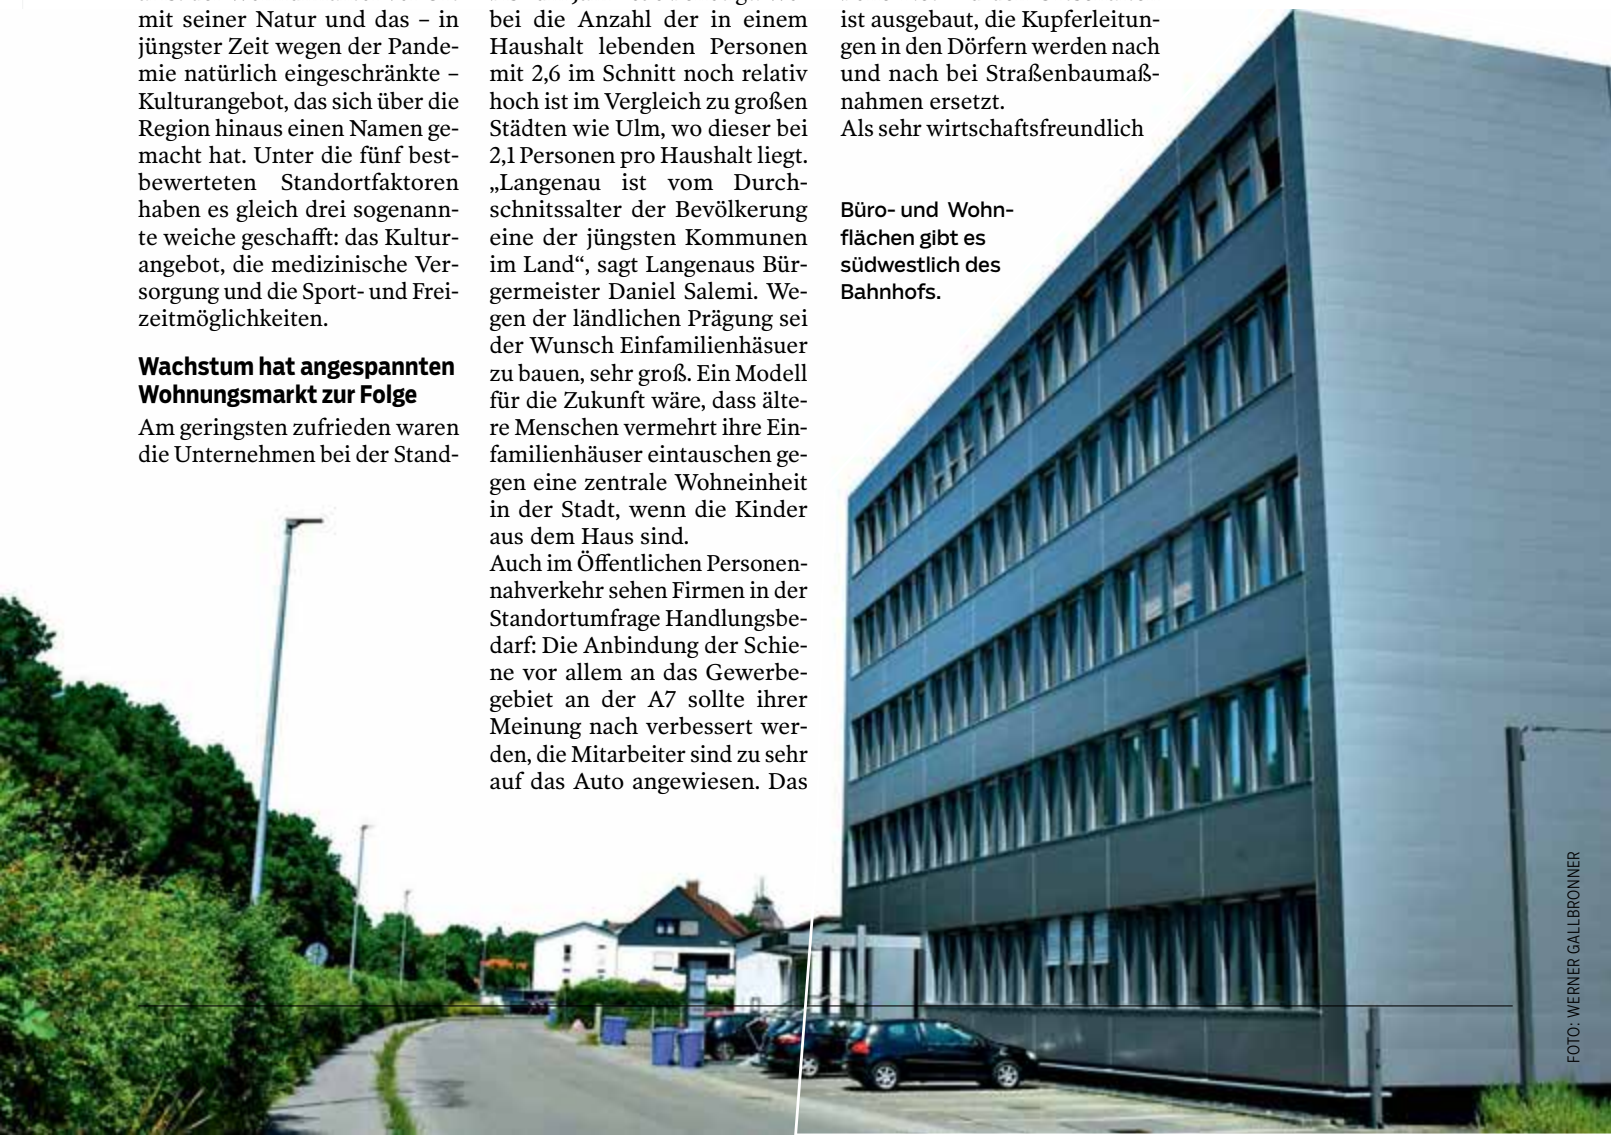 mit seiner Natur und das – in
jüngster Zeit wegen der Pande-
mie natürlich eingeschränkte –
Kulturangebot, das sich über die
Region hinaus einen Namen ge-
macht hat. Unter die fünf best-
bewerteten Standortfaktoren
haben es gleich drei sogenann-
te weiche geschafft: das Kultur-
angebot, die medizinische Ver-
sorgung und die Sport- und Frei-
zeitmöglichkeiten.
Wachstum hat angespannten
Wohnungsmarkt zur Folge
Am geringsten zufrieden waren
die Unternehmen bei der Stand-
bei die Anzahl der in einem
Haushalt lebenden Personen
mit 2,6 im Schnitt noch relativ
hoch ist im Vergleich zu großen
Städten wie Ulm, wo dieser bei
2,1 Personen pro Haushalt liegt.
„Langenau ist vom Durch-
schnitssalter der Bevölkerung
eine der jüngsten Kommunen
im Land“, sagt Langenaus Bür-
germeister Daniel Salemi. We-
gen der ländlichen Prägung sei
der Wunsch Einfamilienhäsuer
zu bauen, sehr groß. Ein Modell
für die Zukunft wäre, dass älte-
re Menschen vermehrt ihre Ein-
familienhäuser eintauschen ge-
gen eine zentrale Wohneinheit
in der Stadt, wenn die Kinder
aus dem Haus sind.
Auch im Öffentlichen Personen-
nahverkehr sehen Firmen in der
Standortumfrage Handlungsbe-
darf: Die Anbindung der Schie-
ne vor allem an das Gewerbe-
gebiet an der A7 sollte ihrer
Meinung nach verbessert wer-
den, die Mitarbeiter sind zu sehr
auf das Auto angewiesen. Das
ist ausgebaut, die Kupferleitun-
gen in den Dörfern werden nach
und nach bei Straßenbaumaß-
nahmen ersetzt.
Als sehr wirtschaftsfreundlich
Büro- und Wohn-
flächen gibt es
südwestlich des
Bahnhofs.
FOTO: WERNER GALLBRONNER